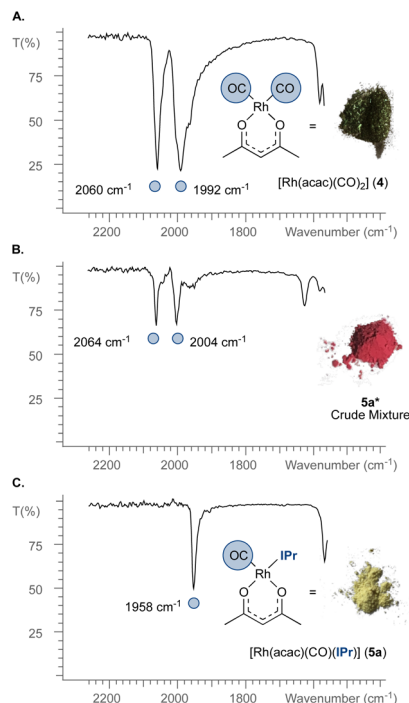 A.
T(%)
75
50
25
OC CO
Rh
O O
=
2060 cm-1 1992 cm-1
[Rh(acac)(CO)2] (4)
2200 2000 1800 Wavenumber (cm-1)
B.
T(%)
75
50
25
2064 cm-1 2004 cm-1
5a*
Crude Mixture
2200 2000 1800 Wavenumber (cm-1)
C.
T(%)
75
50
25
OC IPr
Rh
O O
=
1958 cm-1
[Rh(acac)(CO)(IPr)] (5a)
2200 2000 1800 Wavenumber (cm-1)